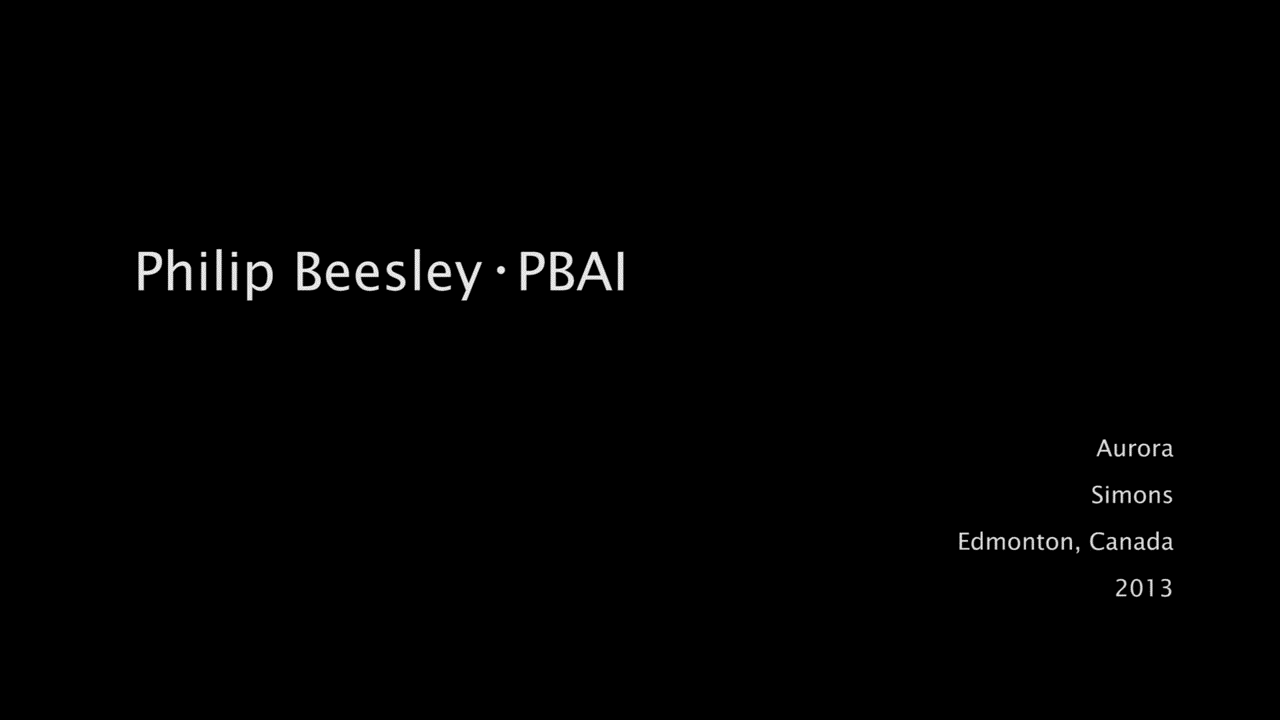 Philip Beesley · PBAI
Aurora
Simons
Edmonton, Canada
2013